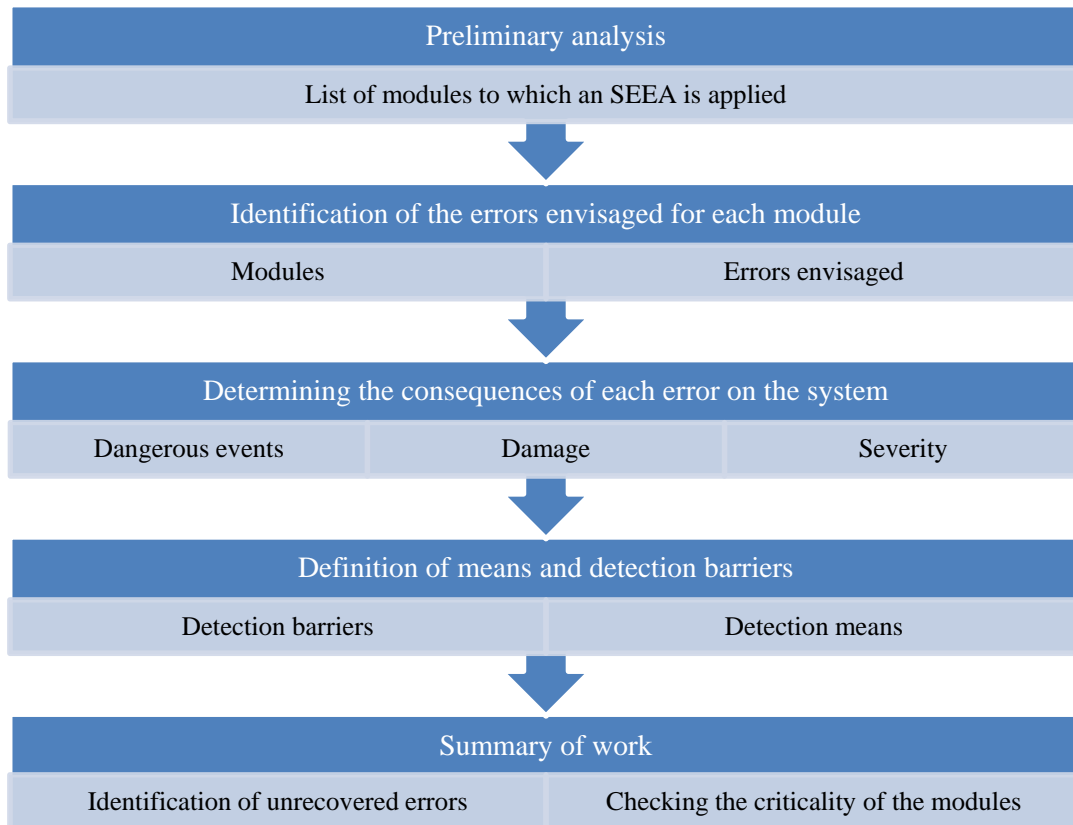 Preliminary analysis
List of modules to which an SEEA is applied
Identification of the errors envisaged for each module
Modules
Errors envisaged
Determining the consequences of each error on the system
Dangerous events
Damage
Severity
Definition of means and detection barriers
Detection barriers
Detection means
Summary of work
Identification of unrecovered errors
Checking the criticality of the modules